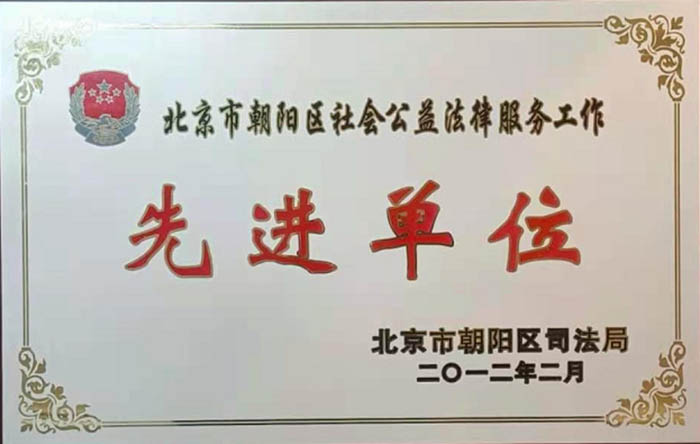 北京市朝阳区社会公益法律服务工作
先进单位
北京市朝阳区司法局
二〇一二年二月